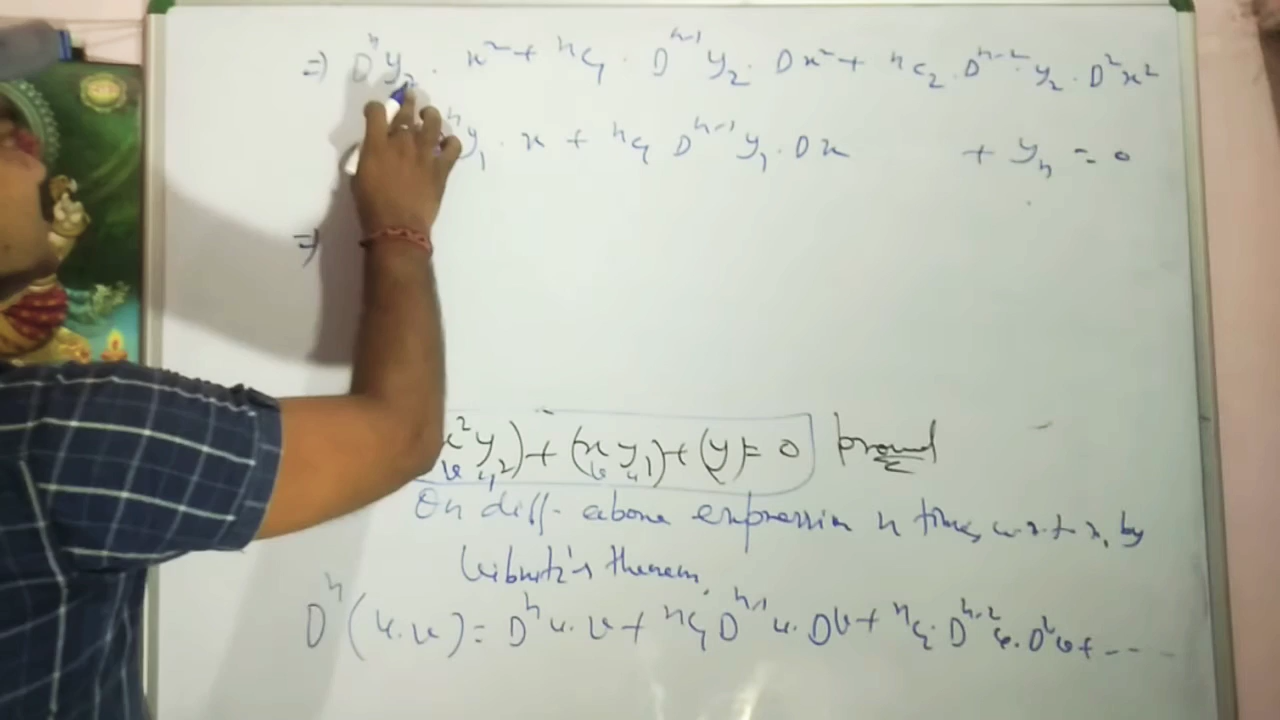 ⇒ Dⁿy₂ · x² + ⁿC₁ · Dⁿ⁻¹y₂ · Dx² + ⁿC₂ · Dⁿ⁻² y₂ · D²x²
ⁿy₁ · x + ⁿC₁ Dⁿ⁻¹y₁ · Dx + yₙ = 0
⇒
x²y₂) + (x y₁) + (y) = 0 proved
v u v u
On diff. above expression n times w.r.t x, by
Leibnitz's theorem
Dⁿ(u.v) = Dⁿu.v + ⁿC₁ Dⁿ⁻¹u.Dv + ⁿC₂.Dⁿ⁻²u.D²v + ---